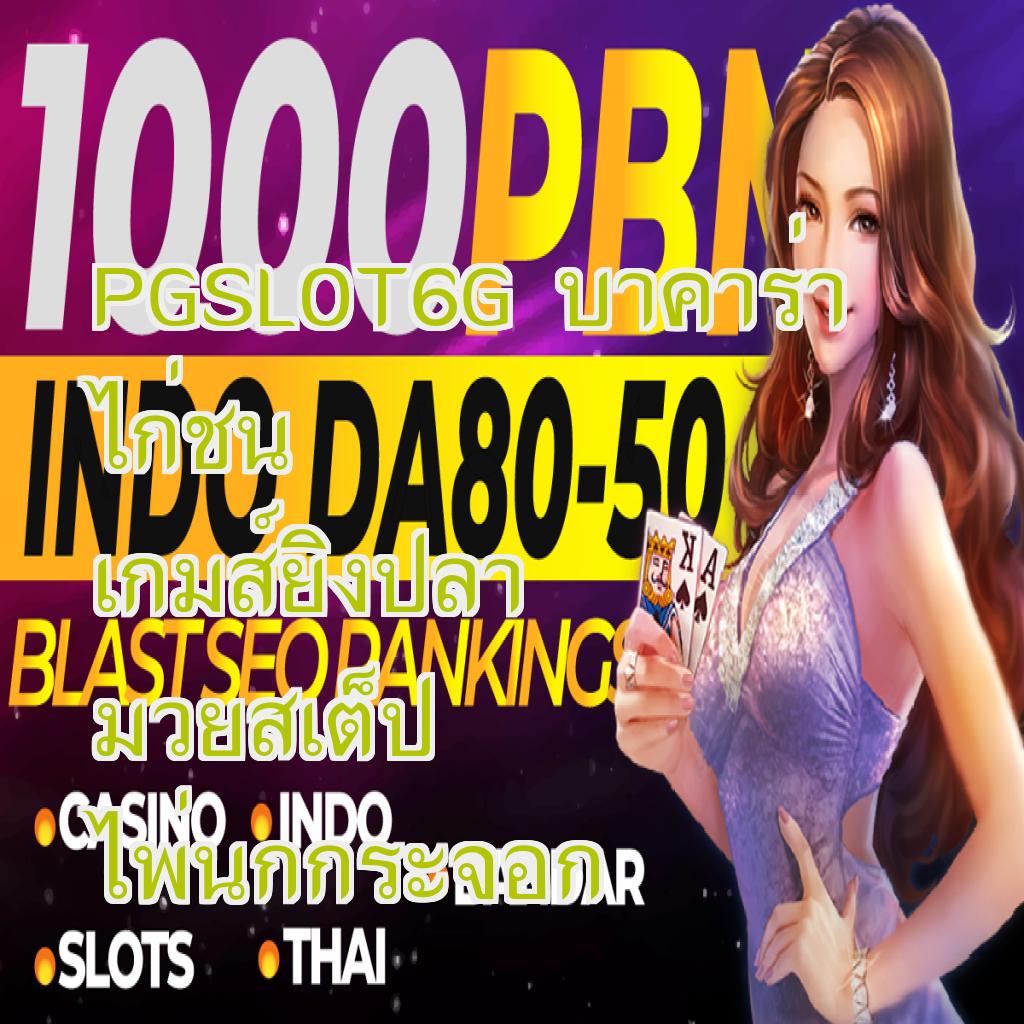 1000PBN
PGSLOT6G บาคาร่า
INDO DA80-50
ไก่ชน
เกมส์ยิงปลา
BLAST SEO RANKINGS
มวยสเต็ป
CASINO
INDO
ไพ่นกกระจอก
SLOTS
THAI
K A